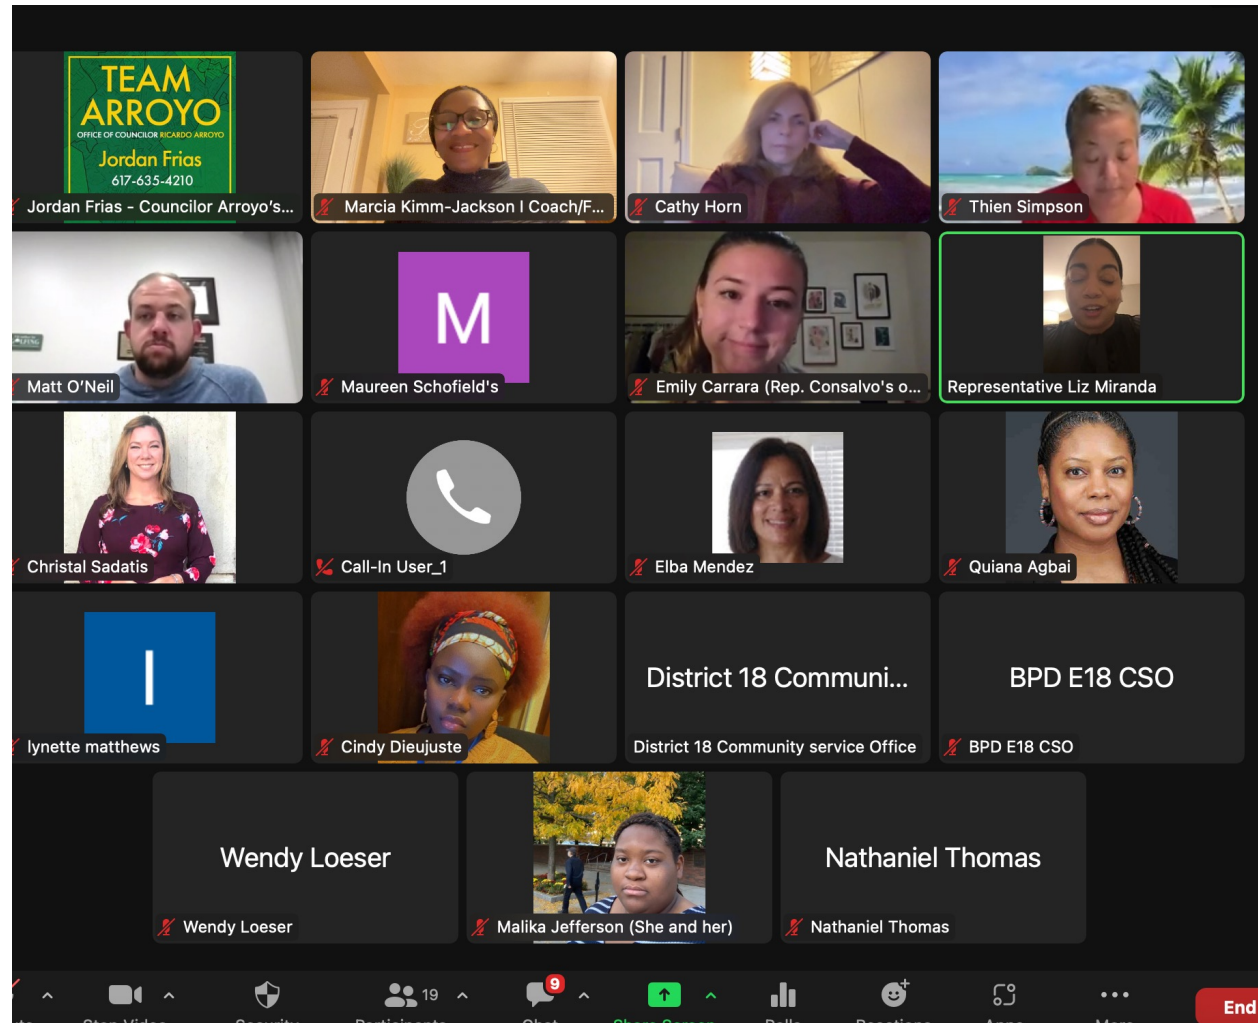 TEAM
ARROYO
OFFICE OF COUNCILOR RICARDO ARROYO
Jordan Frias
617-635-4210
Jordan Frias - Councilor Arroyo's...
Marcia Kimm-Jackson I Coach/F...
Cathy Horn
Thien Simpson
Matt O'Neil
M
Maureen Schofield's
Emily Carrara (Rep. Consalvo's o...
Representative Liz Miranda
Christal Sadatis
Call-In User_1
Elba Mendez
Quiana Agbai
l
lynette matthews
Cindy Dieujuste
District 18 Communi...
District 18 Community service Office
BPD E18 CSO
BPD E18 CSO
Wendy Loeser
Wendy Loeser
Malika Jefferson (She and her)
Nathaniel Thomas
Nathaniel Thomas
19
9
End